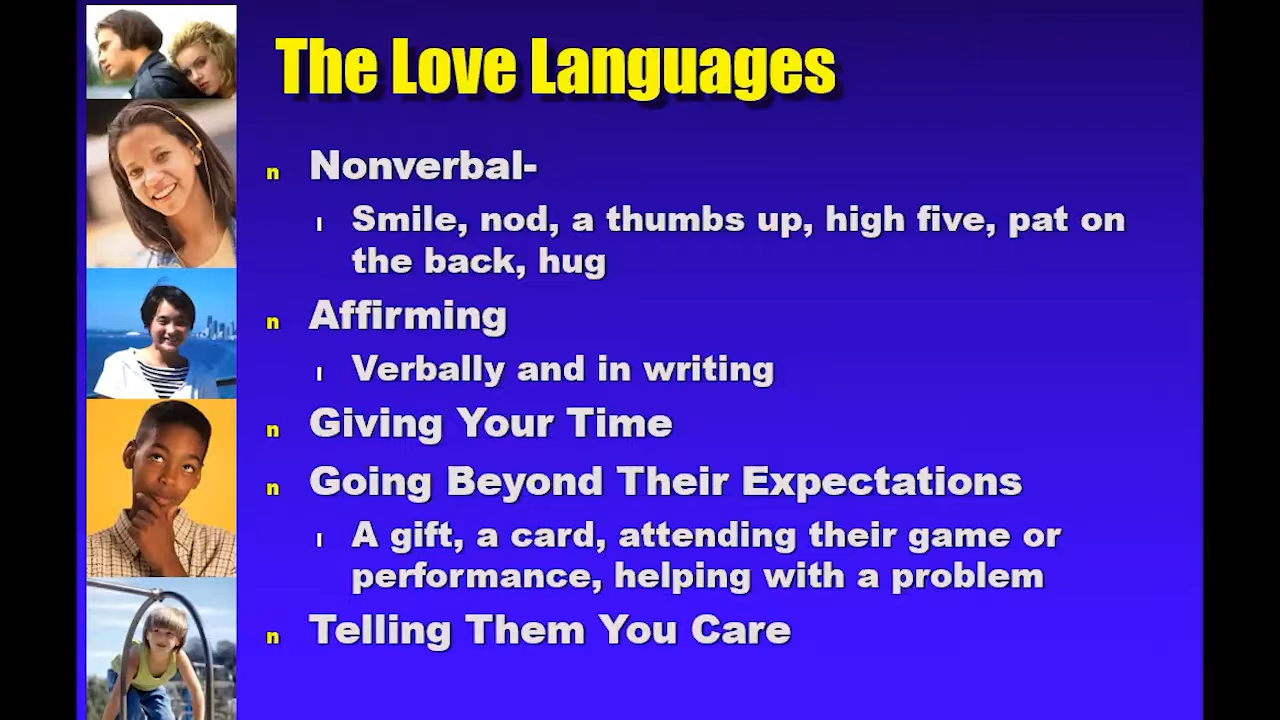 The Love Languages
n Nonverbal-
l Smile, nod, a thumbs up, high five, pat on
the back, hug
n Affirming
l Verbally and in writing
n Giving Your Time
n Going Beyond Their Expectations
l A gift, a card, attending their game or
performance, helping with a problem
n Telling Them You Care